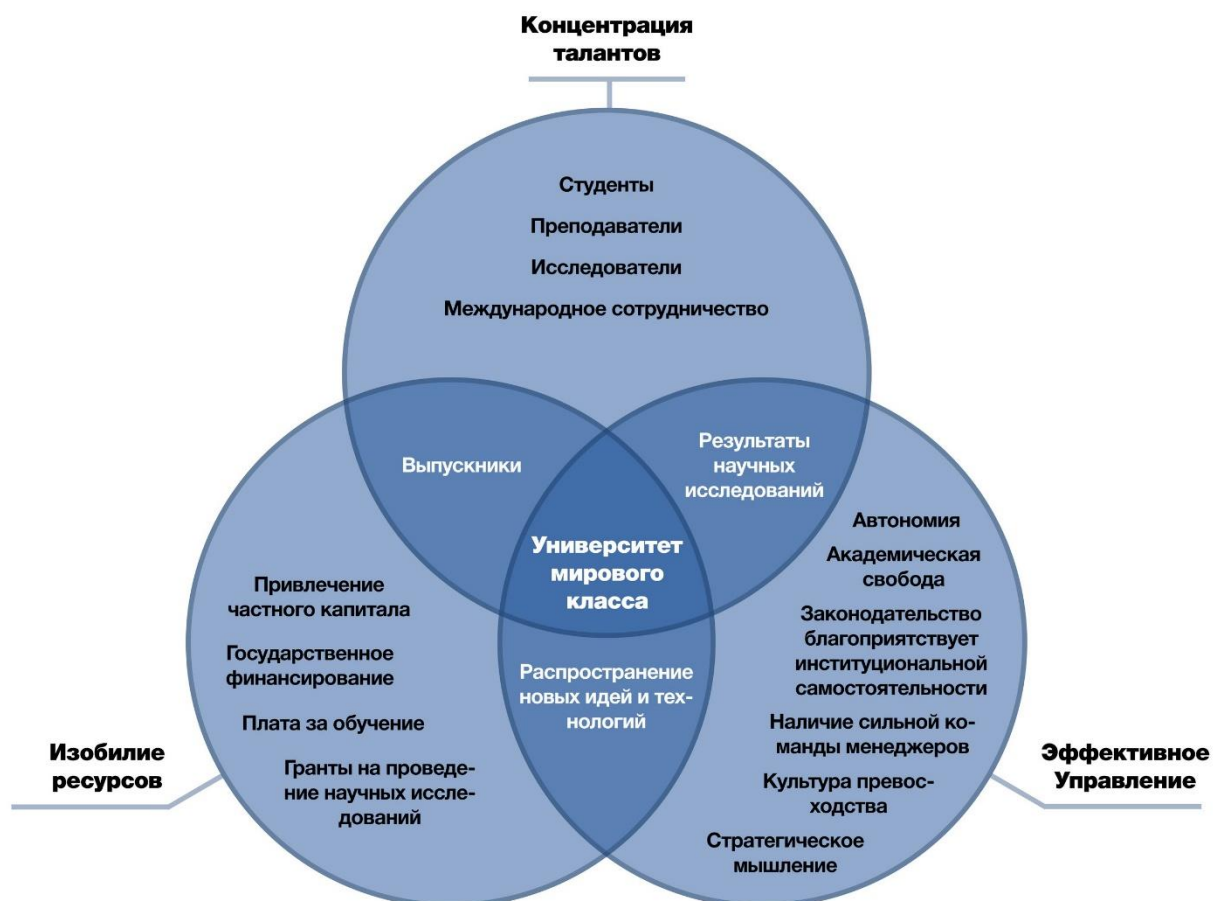 Концентрация
талантов
Студенты
Преподаватели
Исследователи
Международное сотрудничество
Выпускники
Результаты
научных
исследований
Университет
мирового
класса
Распространение
новых идей и тех-
нологий
Привлечение
частного капитала
Государственное
финансирование
Плата за обучение
Гранты на проведе-
ние научных иссле-
дований
Автономия
Академическая
свобода
Законодательство
благоприятствует
институциональной
самостоятельности
Наличие сильной ко-
манды менеджеров
Культура превос-
ходства
Стратегическое
мышление
Изобилие
ресурсов
Эффективное
Управление